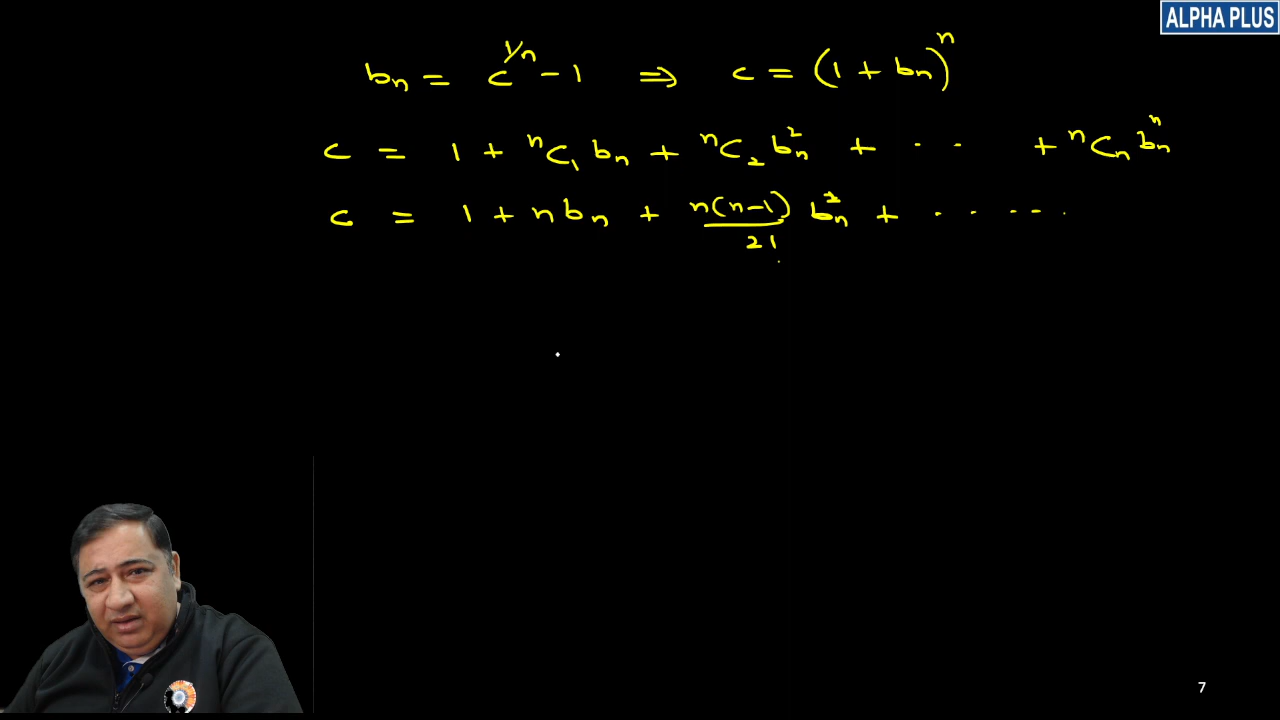 ALPHA PLUS
bₙ = c^{1/n} - 1 ⇒ c = (1 + bₙ)^n
c = 1 + ⁿC₁ bₙ + ⁿC₂ bₙ² + · · + ⁿCₙ bₙⁿ
c = 1 + n bₙ + n(n-1)/2! bₙ² + · · · · ·
7